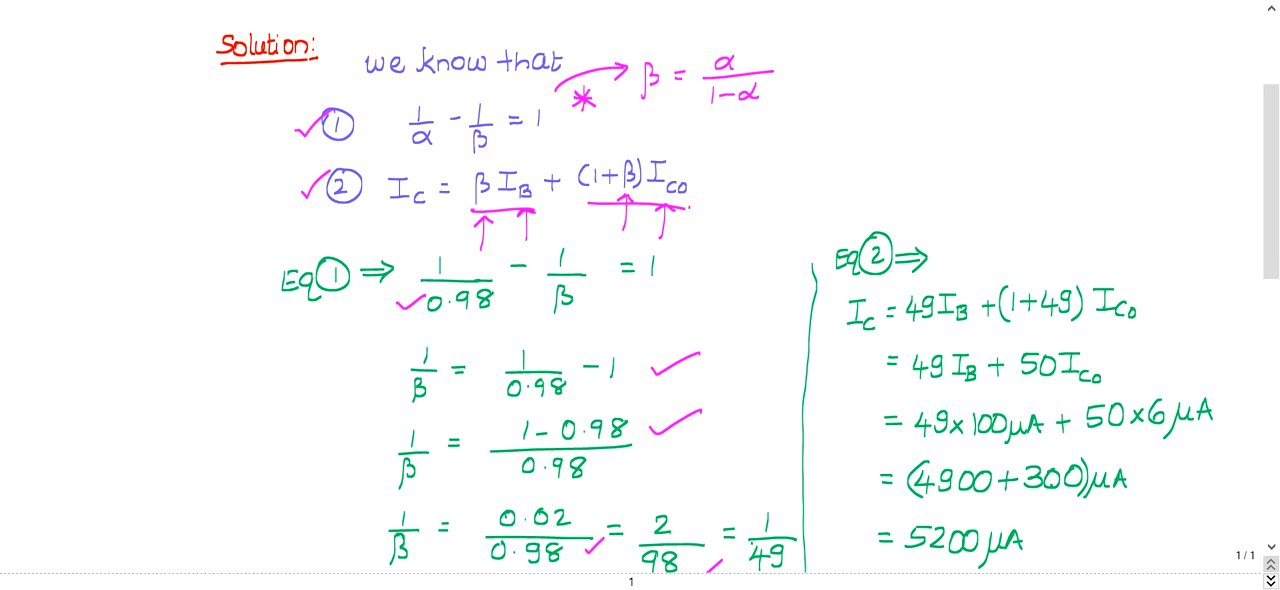 Solution:
we know that
* β = α/(1-α)
① 1/α - 1/β = 1
② I_C = β I_B + (1+β) I_CO
Eq① ⇒ 1/0.98 - 1/β = 1
1/β = 1/0.98 - 1
1/β = (1-0.98)/0.98
1/β = 0.02/0.98 = 2/98 = 1/49
Eq② ⇒
I_C = 49I_B + (1+49) I_CO
= 49 I_B + 50 I_CO
= 49×100μA + 50×6μA
= (4900+300)μA
= 5200μA
1 / 1
1